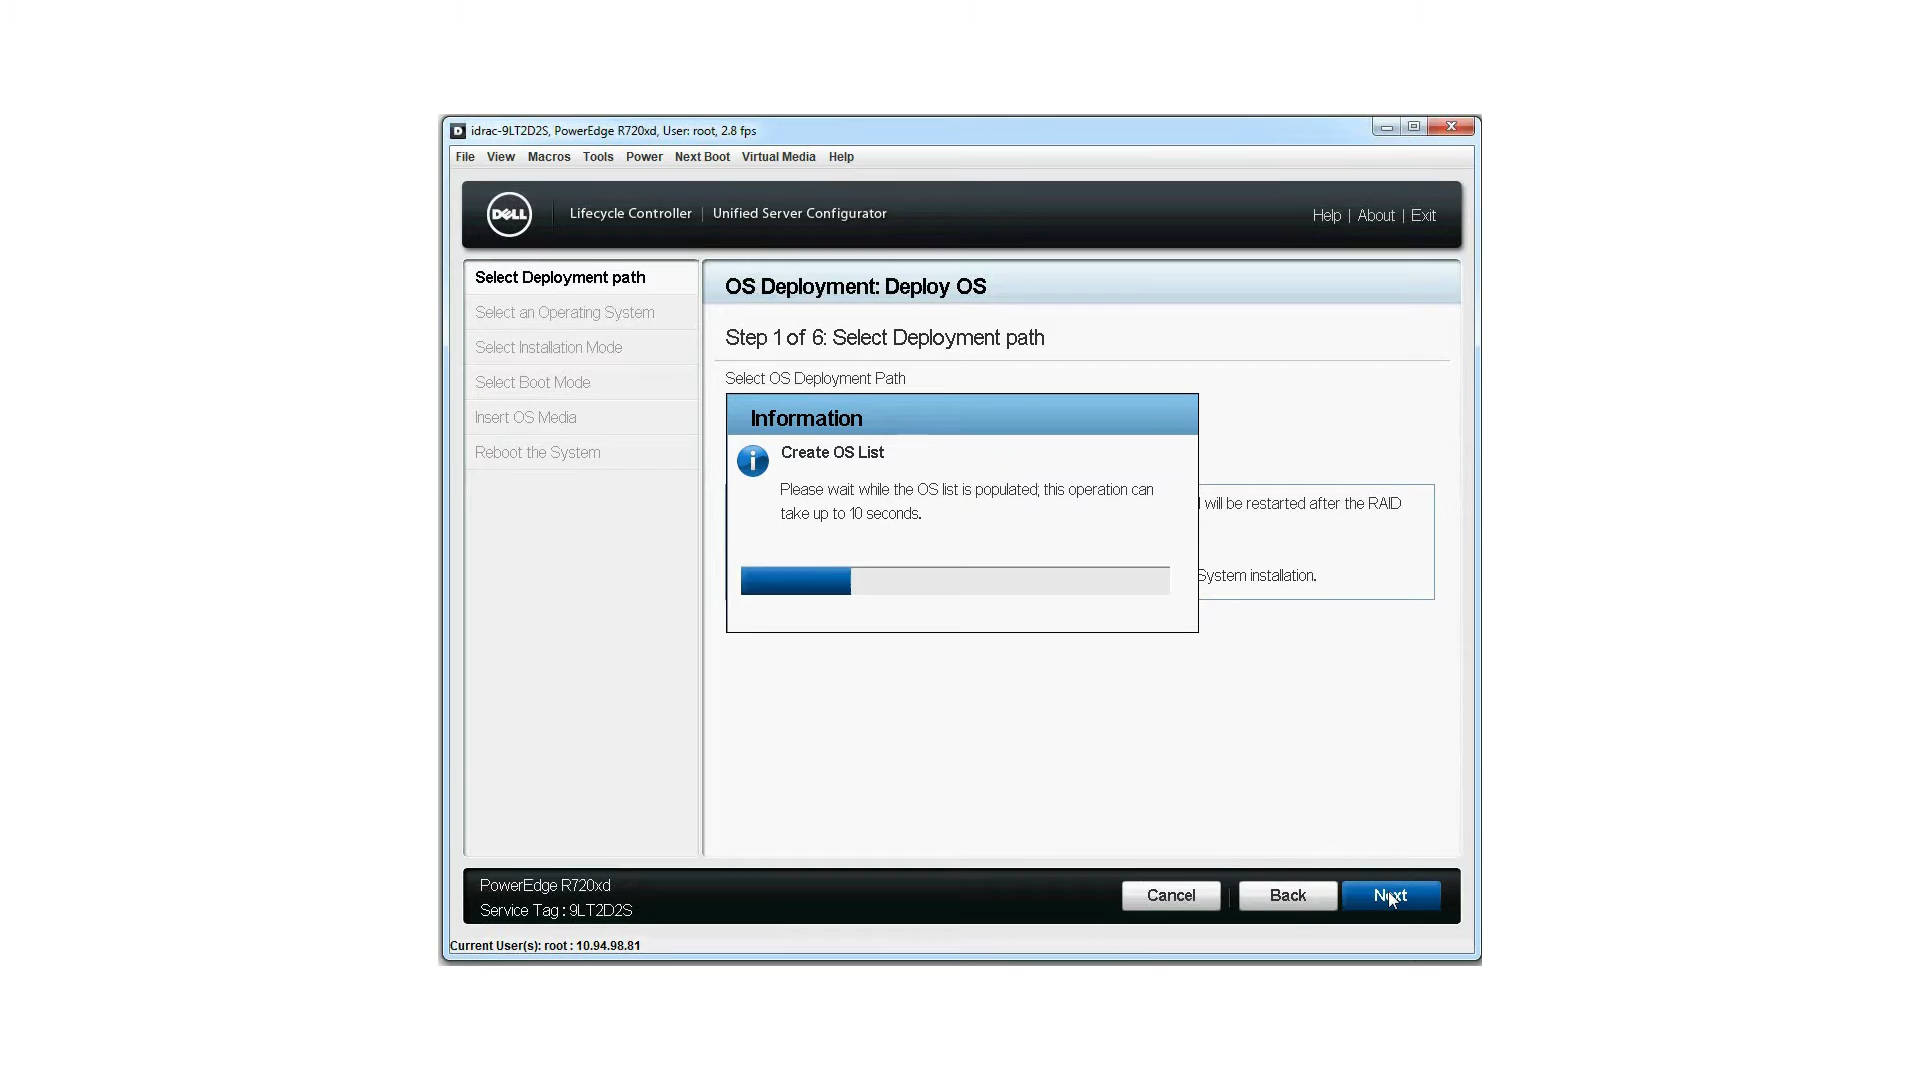 idrac-9LT2D2S, PowerEdge R720xd, User: root, 2.8 fps
File View Macros Tools Power Next Boot Virtual Media Help
DELL Lifecycle Controller | Unified Server Configurator
Help | About | Exit
Select Deployment path
Select an Operating System
Select Installation Mode
Select Boot Mode
Insert OS Media
Reboot the System
OS Deployment: Deploy OS
Step 1 of 6: Select Deployment path
Select OS Deployment Path
Information
Create OS List
Please wait while the OS list is populated; this operation can
take up to 10 seconds.
will be restarted after the RAID
System installation.
PowerEdge R720xd
Service Tag : 9LT2D2S
Cancel Back Next
Current User(s): root : 10.94.98.81